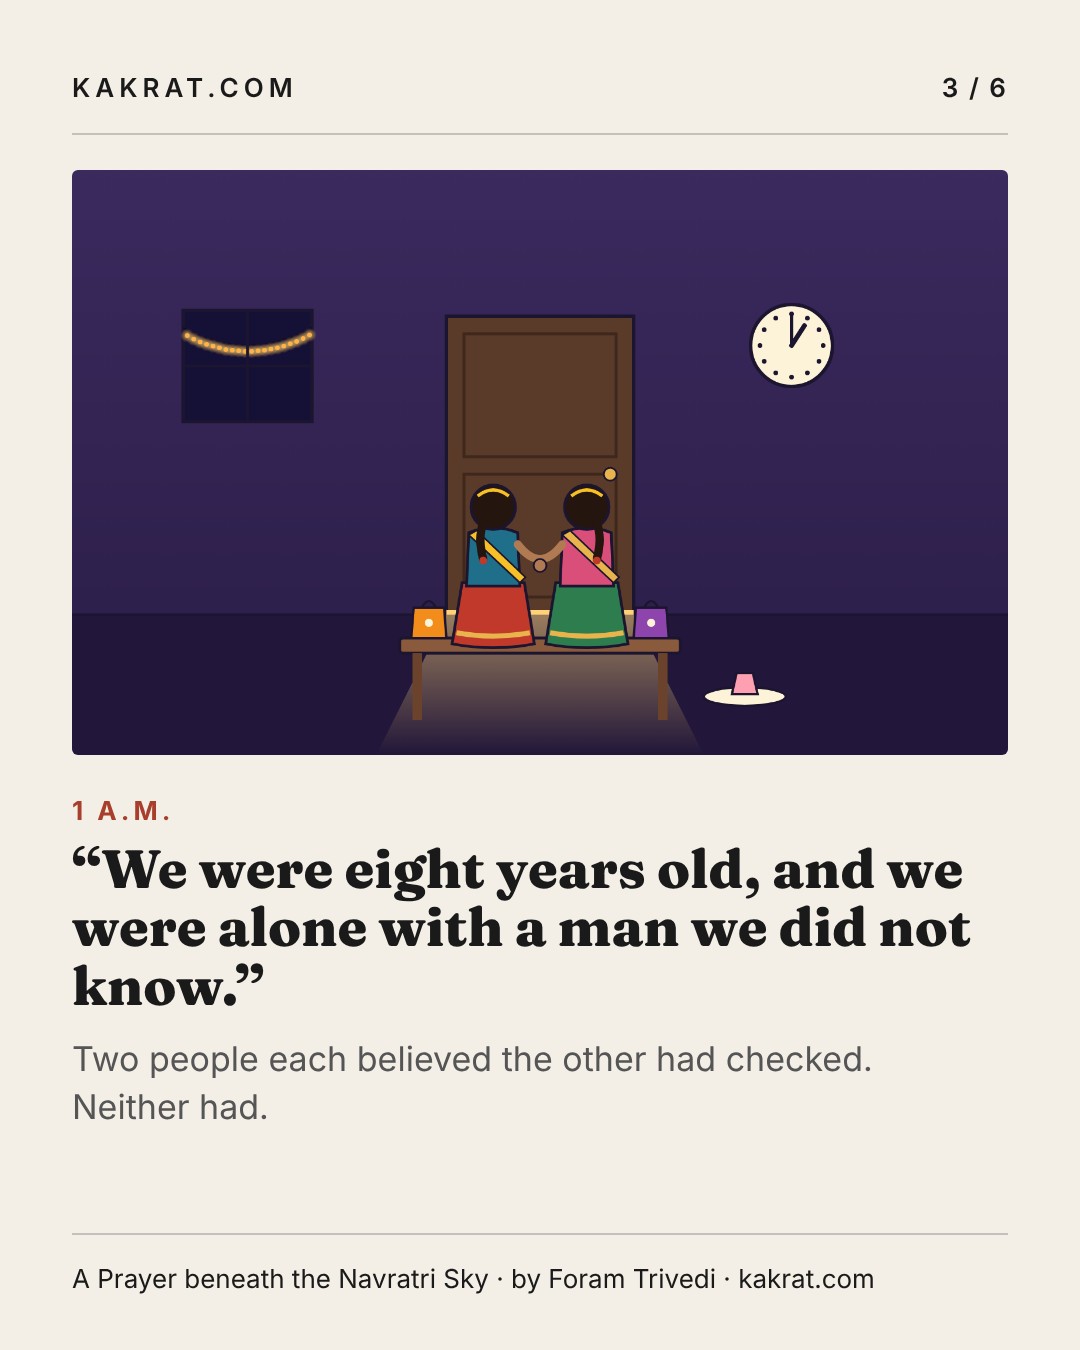 KAKRAT.COM
3 / 6
1 A.M.
“We were eight years old, and we
were alone with a man we did not
know.”
Two people each believed the other had checked.
Neither had.
A Prayer beneath the Navratri Sky · by Foram Trivedi · kakrat.com